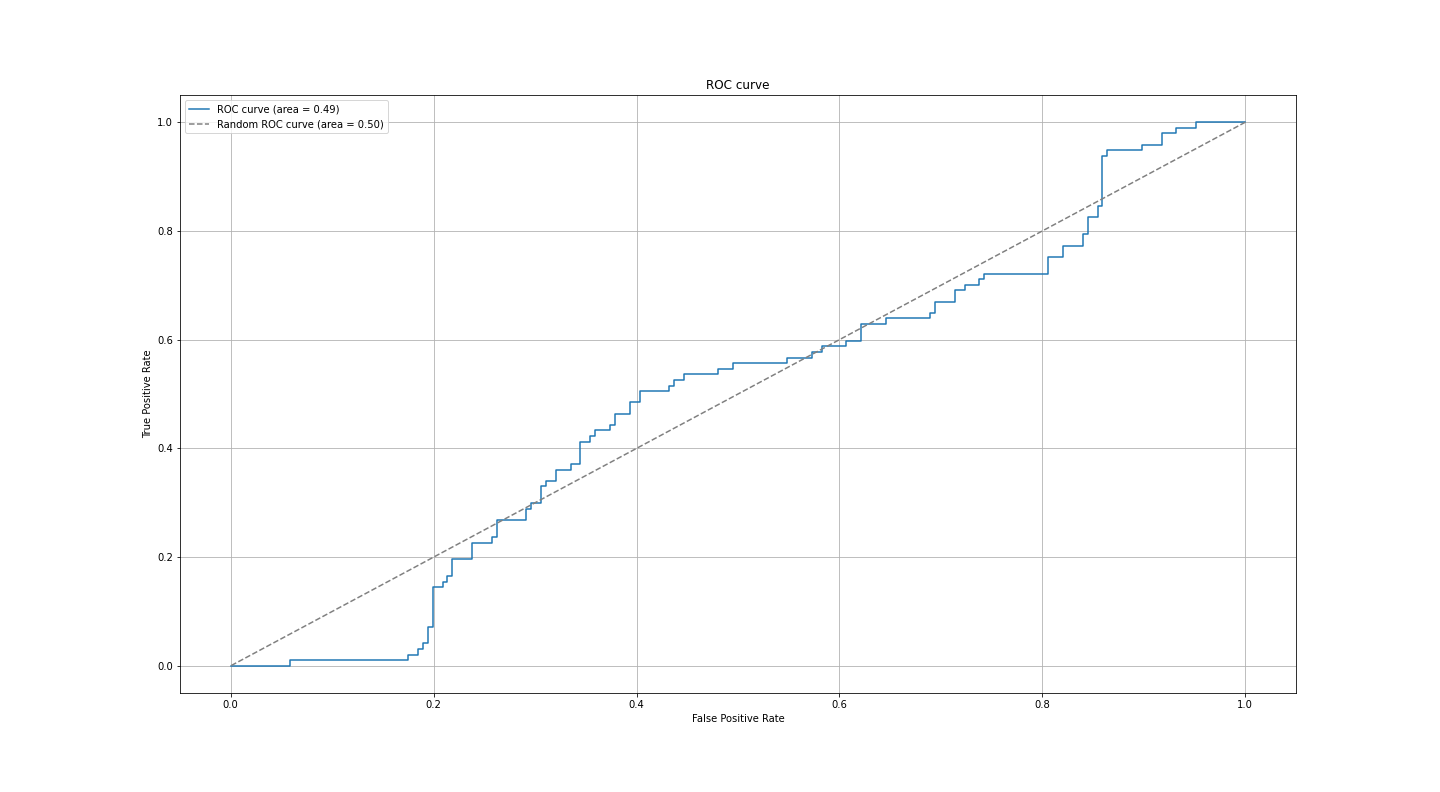 ROC curve
ROC curve (area = 0.49)
Random ROC curve (area = 0.50)
1.0
0.8
0.6
0.4
0.2
0.0
True Positive Rate
0.0 0.2 0.4 0.6 0.8 1.0
False Positive Rate